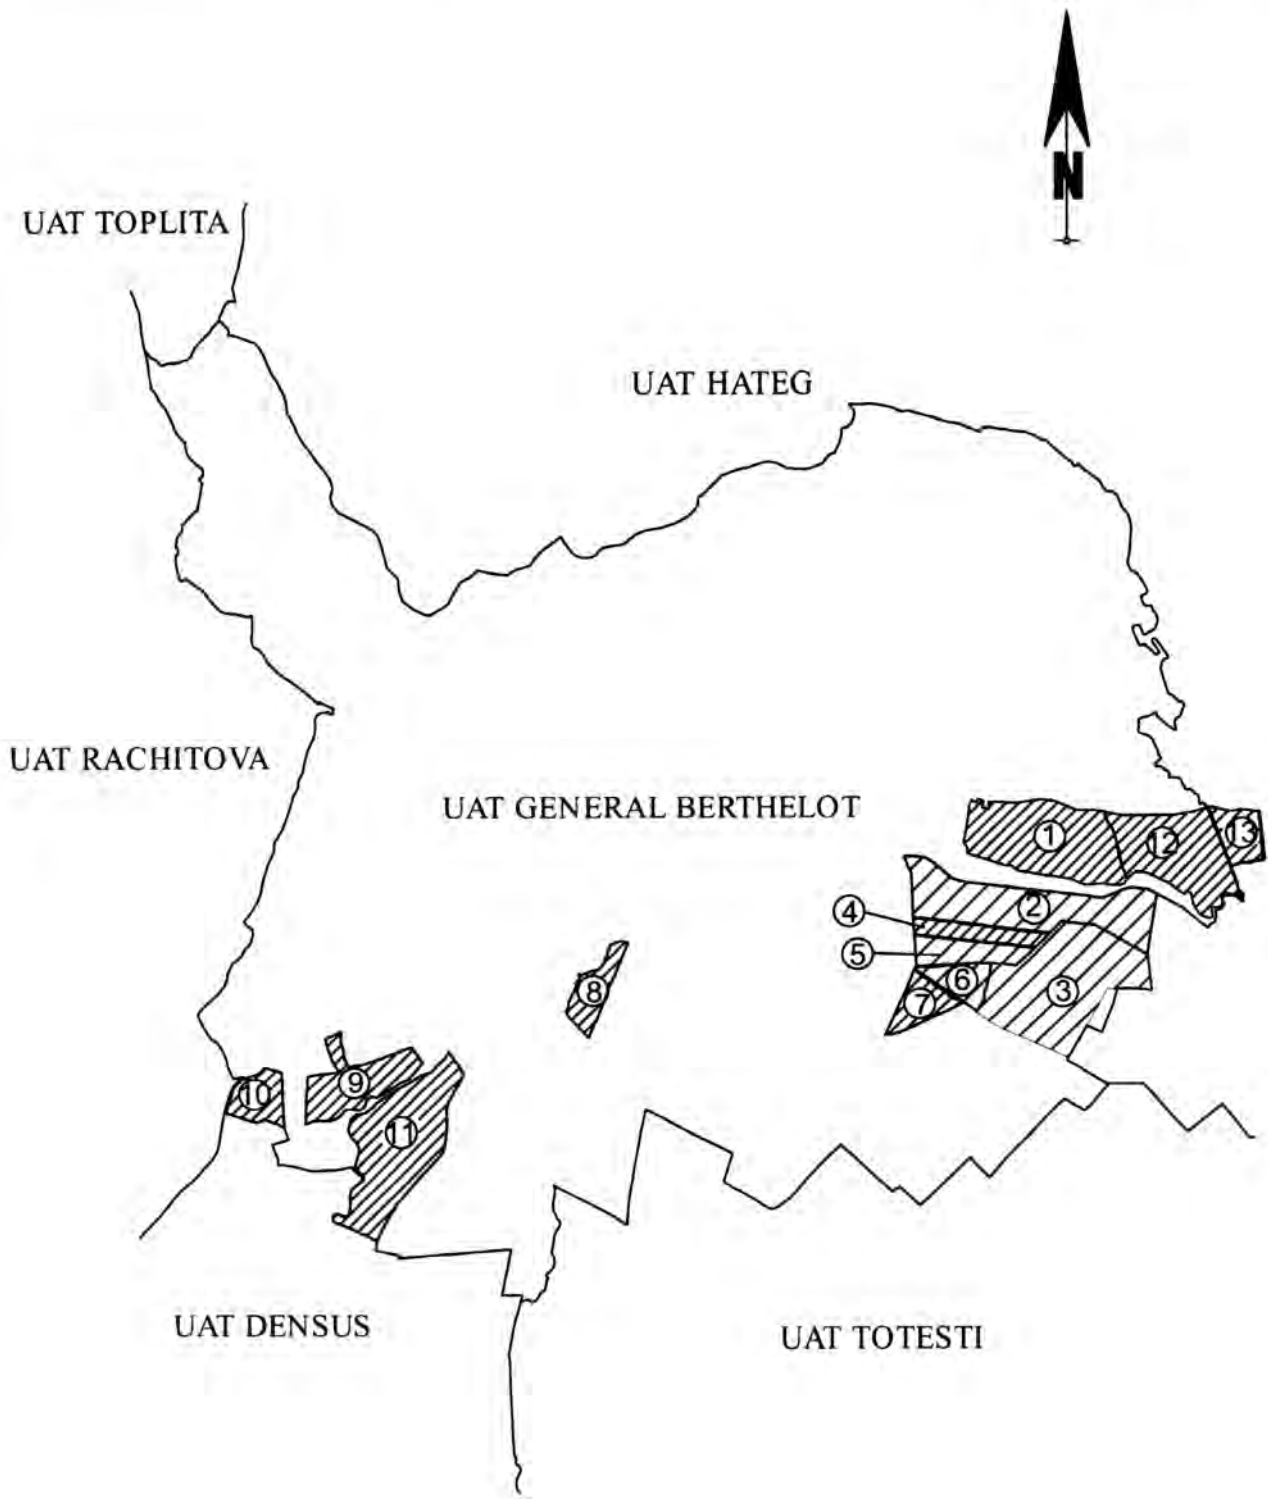 N
UAT TOPLITA
UAT HATEG
UAT RACHITOVA
UAT GENERAL BERTHELOT
1
12
13
2
4
5
6
7
3
8
9
10
11
UAT DENSUS
UAT TOTESTI